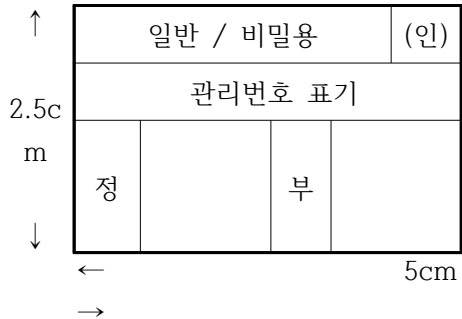 ↑
일반 / 비밀용 (인)
관리번호 표기
2.5c
m
정 부
↓
← 5cm
→